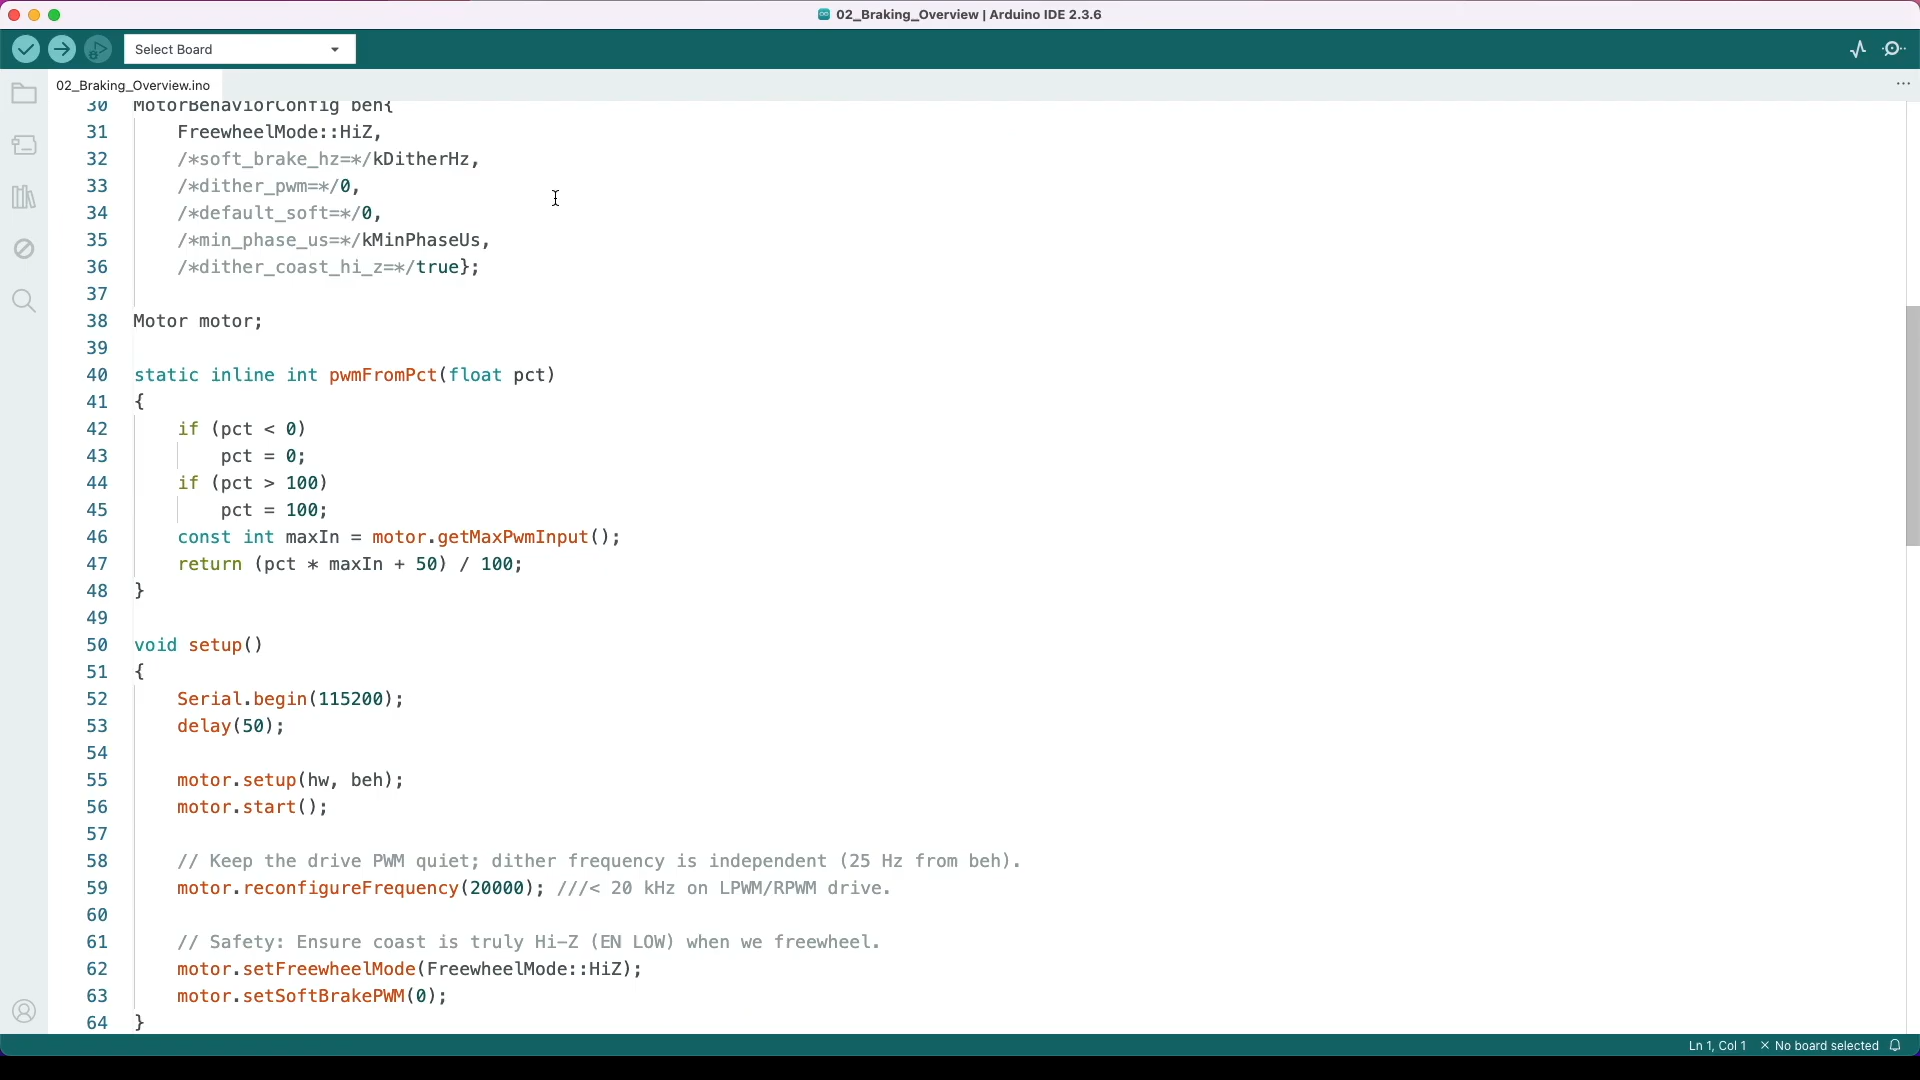 02_Braking_Overview | Arduino IDE 2.3.6
Select Board
02_Braking_Overview.ino
30 MotorBehaviorConfig beh{
31 FreewheelMode::HiZ,
32 /*soft_brake_hz=*/kDitherHz,
33 /*dither_pwm=*/0,
34 /*default_soft=*/0,
35 /*min_phase_us=*/kMinPhaseUs,
36 /*dither_coast_hi_z=*/true};
37
38 Motor motor;
39
40 static inline int pwmFromPct(float pct)
41 {
42 if (pct < 0)
43 pct = 0;
44 if (pct > 100)
45 pct = 100;
46 const int maxIn = motor.getMaxPwmInput();
47 return (pct * maxIn + 50) / 100;
48 }
49
50 void setup()
51 {
52 Serial.begin(115200);
53 delay(50);
54
55 motor.setup(hw, beh);
56 motor.start();
57
58 // Keep the drive PWM quiet; dither frequency is independent (25 Hz from beh).
59 motor.reconfigureFrequency(20000); ///< 20 kHz on LPWM/RPWM drive.
60
61 // Safety: Ensure coast is truly Hi-Z (EN LOW) when we freewheel.
62 motor.setFreewheelMode(FreewheelMode::HiZ);
63 motor.setSoftBrakePWM(0);
64 }
Ln 1, Col 1 × No board selected